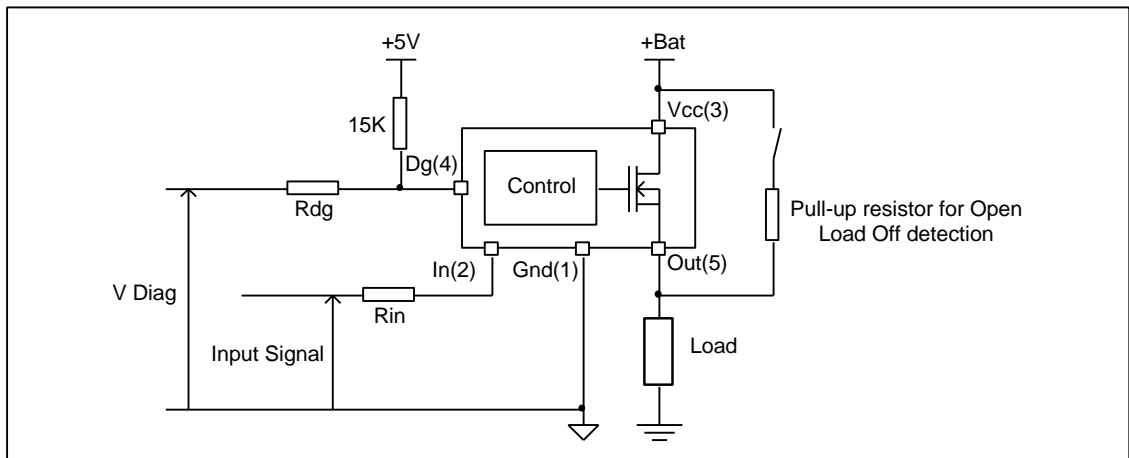 +5V
+Bat
Vcc(3)
15K
Dg(4)
Control
Rdg
Pull-up resistor for Open
Load Off detection
In(2)
Gnd(1)
Out(5)
V Diag
Rin
Input Signal
Load